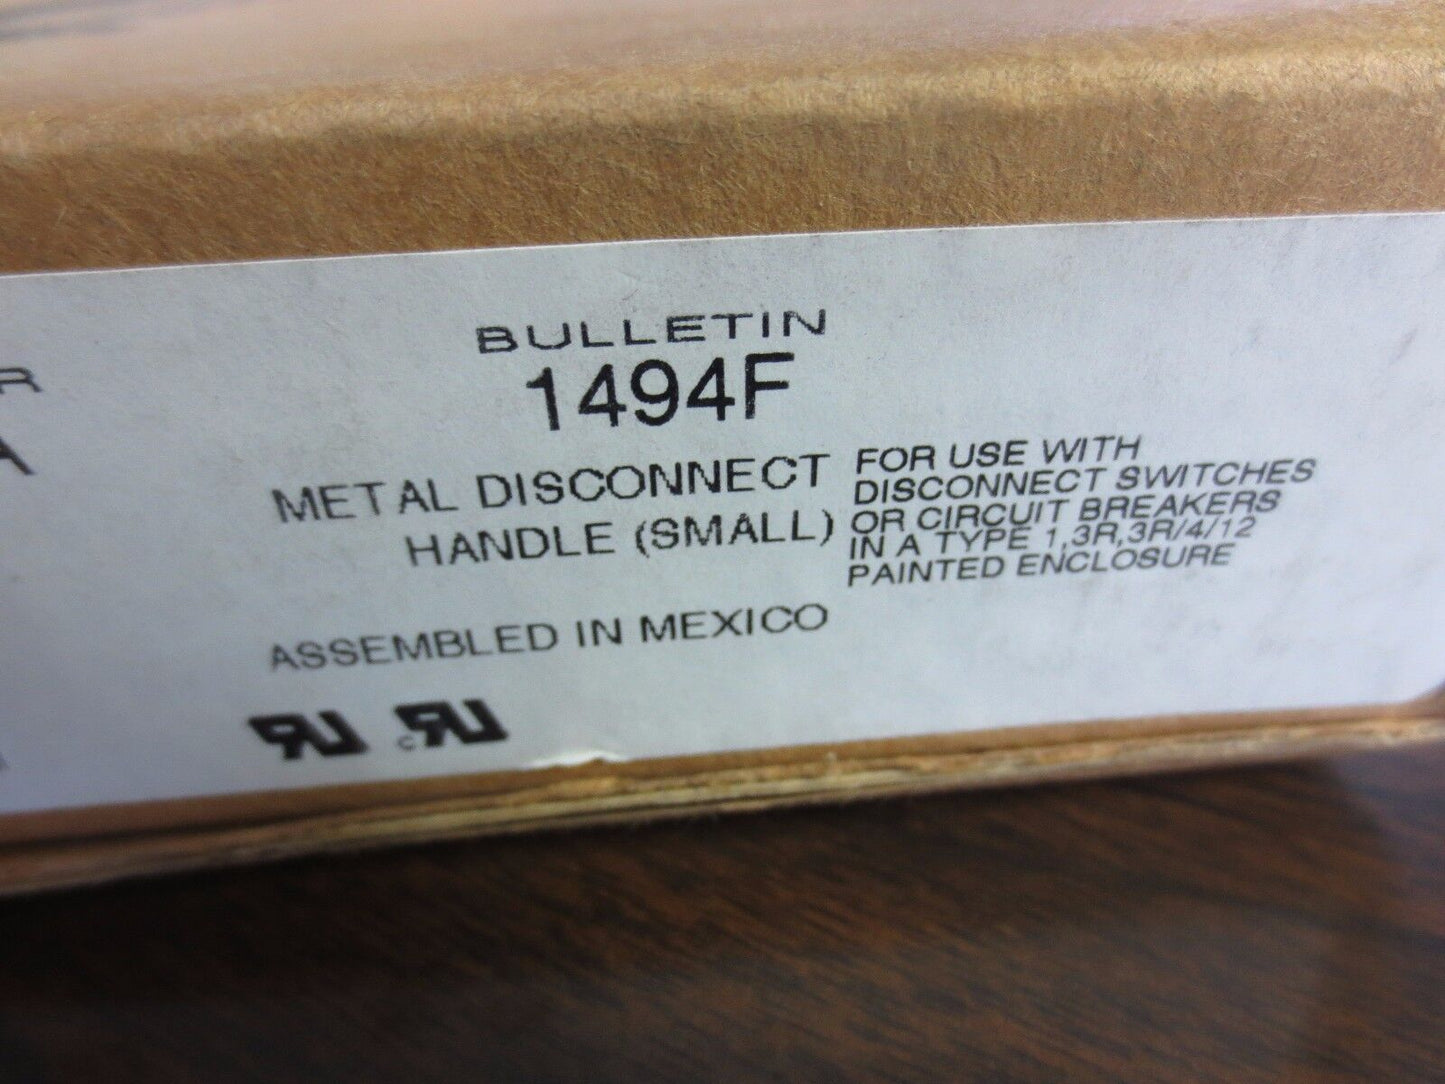 BULLETIN
1494F
METAL DISCONNECT
HANDLE (SMALL)
FOR USE WITH
DISCONNECT SWITCHES
OR CIRCUIT BREAKERS
IN A TYPE 1,3R,3R/4/12
PAINTED ENCLOSURE
ASSEMBLED IN MEXICO
R
A